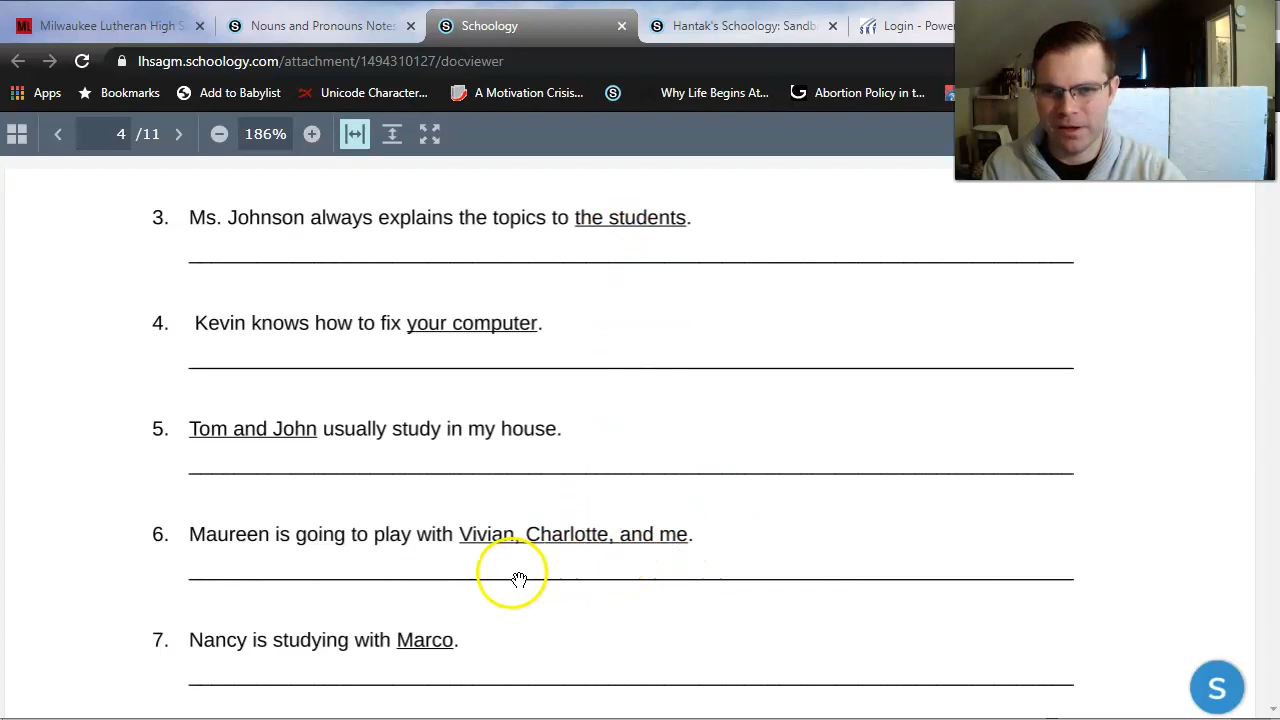 Milwaukee Lutheran High S
Nouns and Pronouns Notes
Schoology
Hantak's Schoology: Sandb
Login - Power
lhsagm.schoology.com/attachment/1494310127/docviewer
Apps
Bookmarks
Add to Babylist
Unicode Character...
A Motivation Crisis...
Why Life Begins At...
Abortion Policy in t...
4 /11
186%
3. Ms. Johnson always explains the topics to the students.
4. Kevin knows how to fix your computer.
5. Tom and John usually study in my house.
6. Maureen is going to play with Vivian, Charlotte, and me.
7. Nancy is studying with Marco.
S